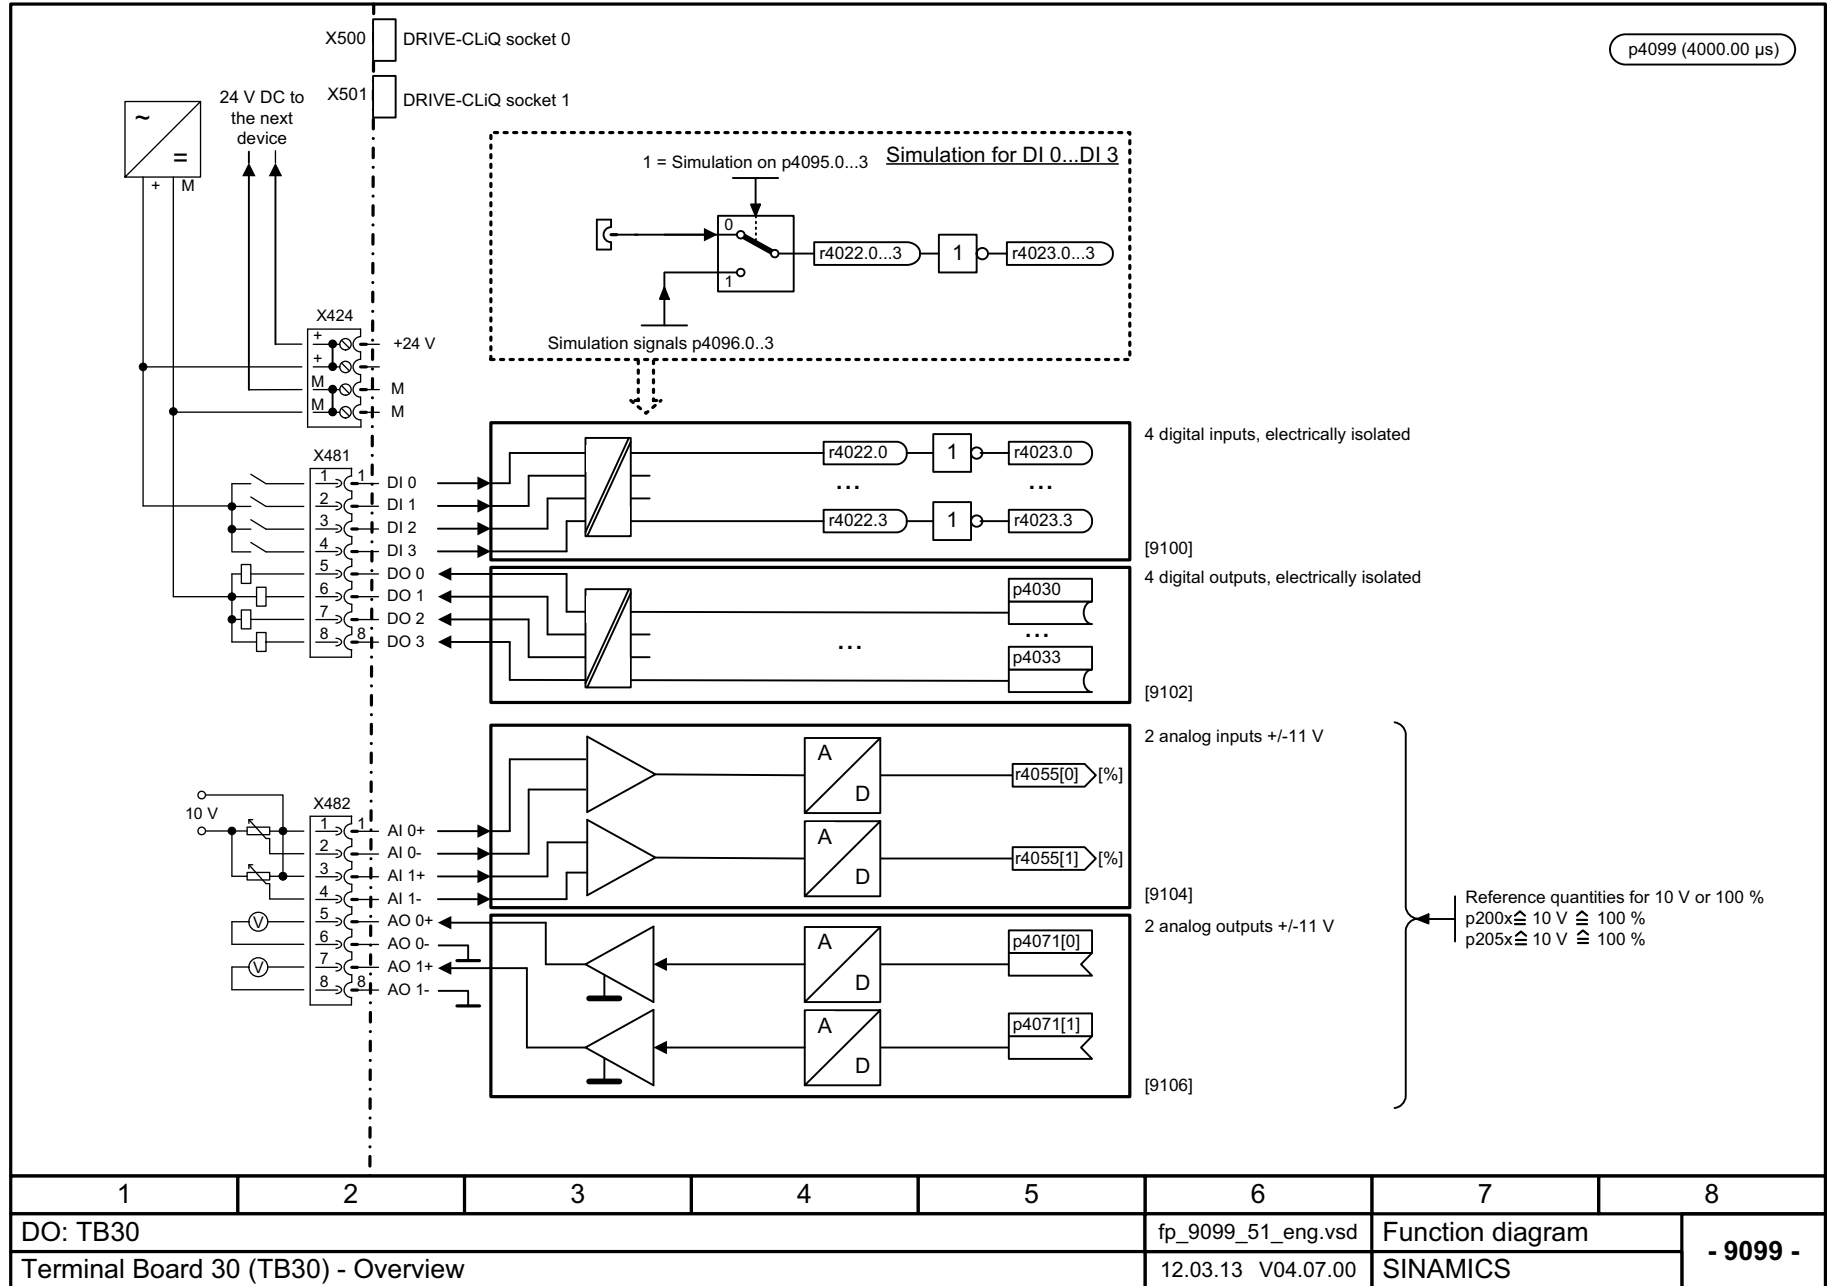 X500 DRIVE-CLiQ socket 0
p4099 (4000.00 µs)
X501 DRIVE-CLiQ socket 1
24 V DC to
the next
device
~
=
+ M
1 = Simulation on p4095.0...3 Simulation for DI 0...DI 3
0
r4022.0...3 1 r4023.0...3
1
Simulation signals p4096.0..3
X424
+ +24 V
+
M M
M M
4 digital inputs, electrically isolated
X481
r4022.0 1 r4023.0
1 1 DI 0
... ...
2 DI 1
3 DI 2
r4022.3 1 r4023.3
4 DI 3
[9100]
5 DO 0
4 digital outputs, electrically isolated
6 DO 1
p4030
7 DO 2
... ...
8 8 DO 3
p4033
[9102]
2 analog inputs +/-11 V
A
D
r4055[0] [%]
X482
10 V
1 1 AI 0+
2 AI 0-
A
D
r4055[1] [%]
3 AI 1+
4 AI 1-
[9104]
V 5 AO 0+
2 analog outputs +/-11 V
6 AO 0-
V 7 AO 1+
8 8 AO 1-
A
D
p4071[0]
A
D
p4071[1]
[9106]
Reference quantities for 10 V or 100 %
p200x ≙ 10 V ≙ 100 %
p205x ≙ 10 V ≙ 100 %
1 2 3 4 5 6 7 8
DO: TB30 fp_9099_51_eng.vsd Function diagram
- 9099 -
Terminal Board 30 (TB30) - Overview 12.03.13 V04.07.00 SINAMICS